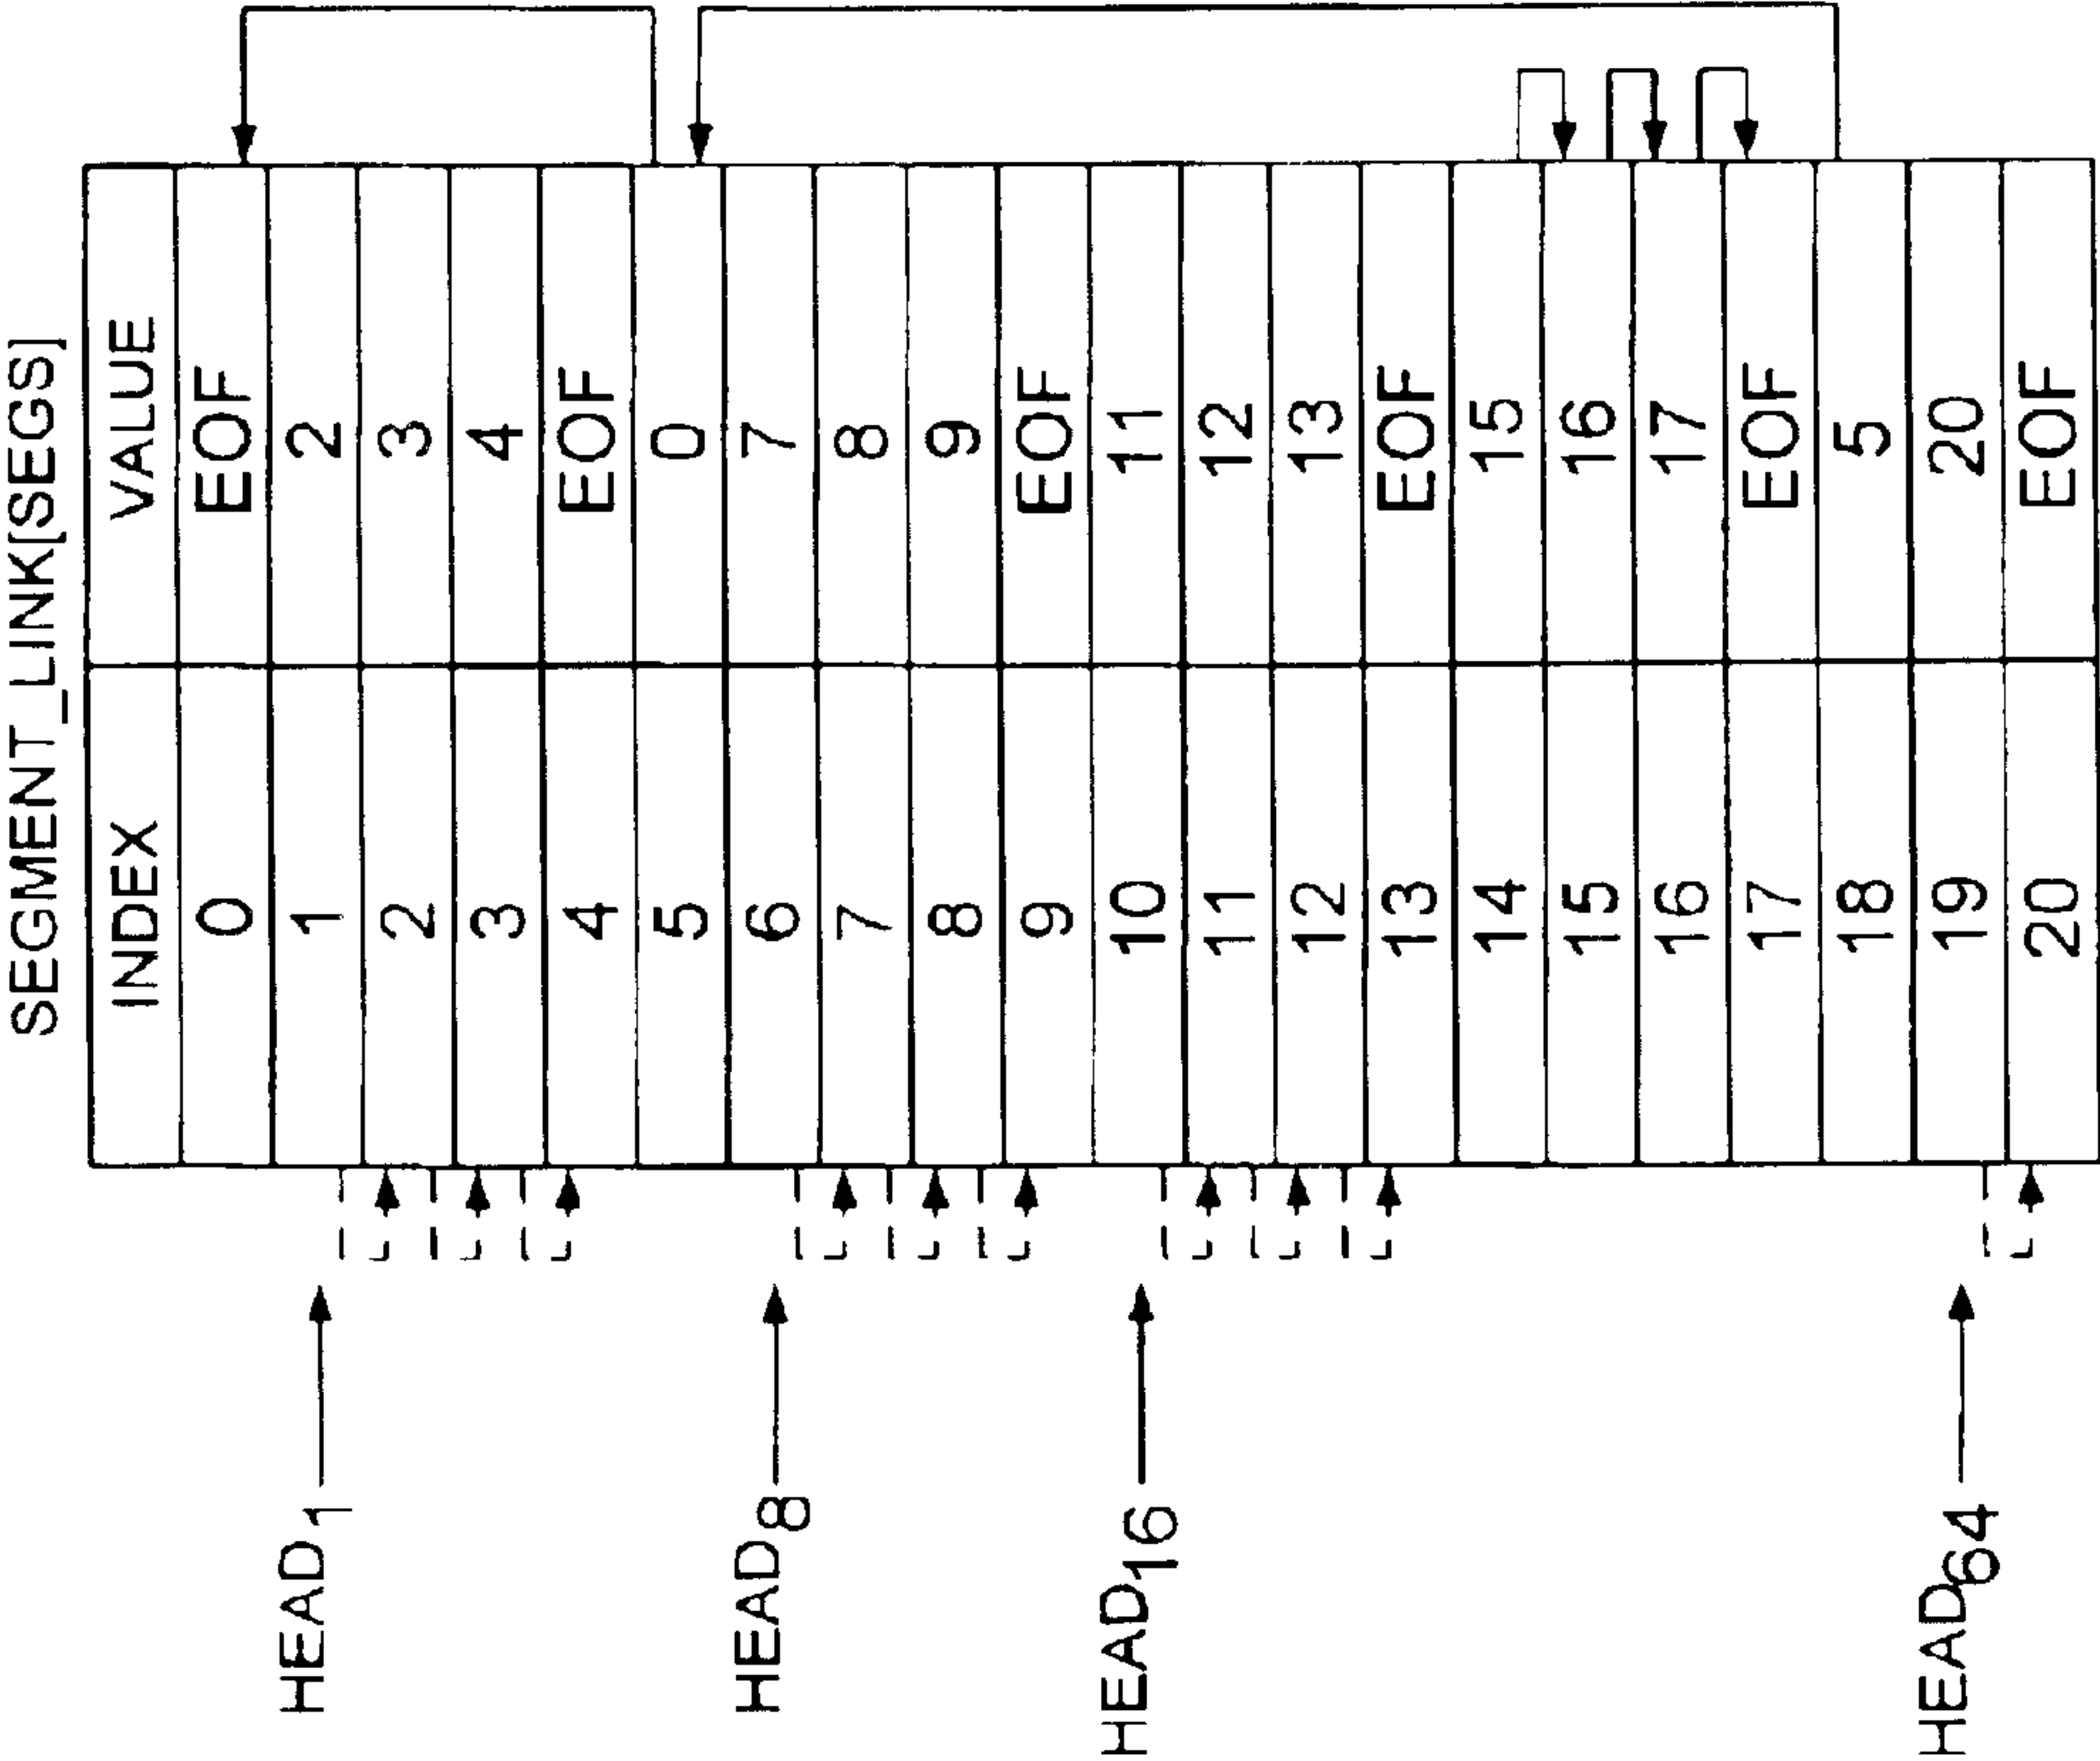 SEGMENT_LINK[SEGS]
INDEX VALUE
0 EOF
HEAD1 1 2
2 3
3 4
4 EOF
5 0
HEAD8 6 7
7 8
8 9
9 EOF
HEAD16 10 11
11 12
12 13
13 EOF
14 15
15 16
16 17
17 EOF
18 5
HEAD64 19 20
20 EOF